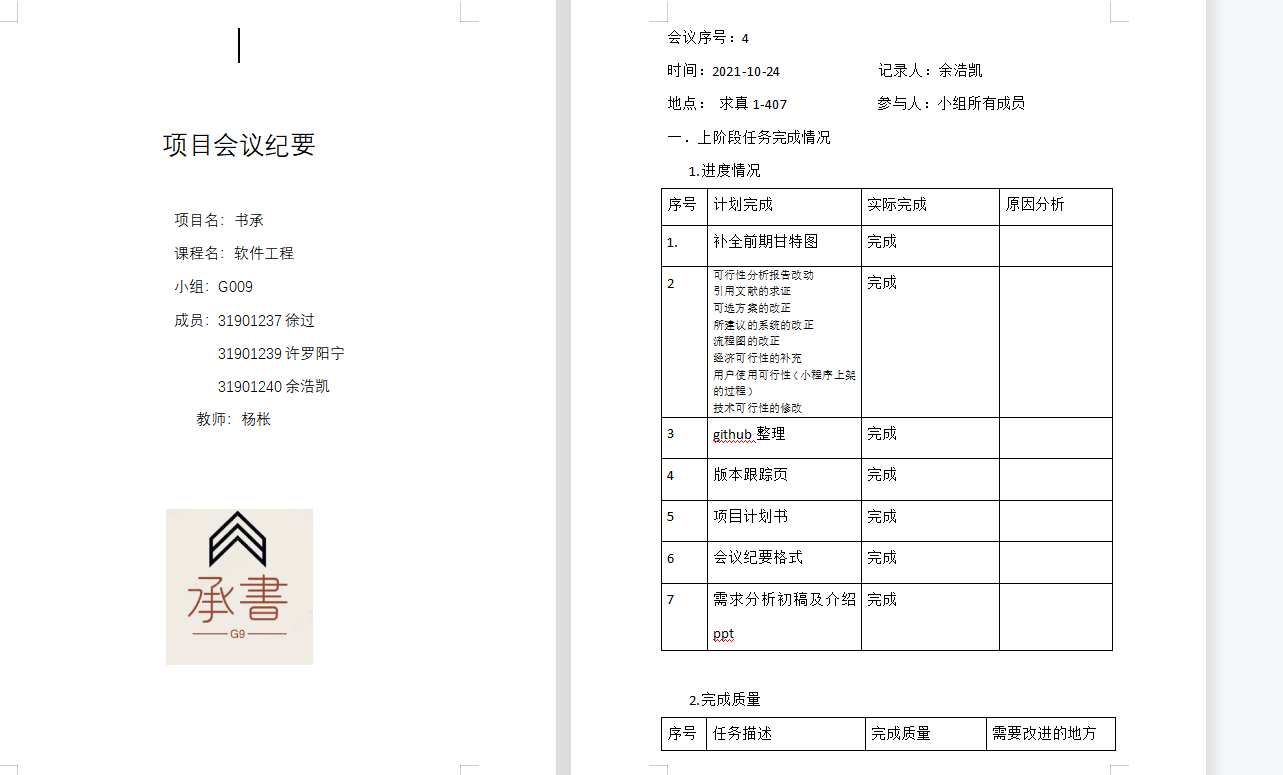 项目会议纪要
项目名：书承
课程名：软件工程
小组：G009
成员：31901237 徐过
31901239 许罗阳宁
31901240 余浩凯
教师：杨枨
承書
G9
会议序号：4
时间：2021-10-24 记录人：余浩凯
地点： 求真 1-407 参与人：小组所有成员
一．上阶段任务完成情况
1.进度情况
序号 计划完成 实际完成 原因分析
1. 补全前期甘特图 完成
2 可行性分析报告改动 完成
引用文献的求证
可选方案的改正
所建议的系统的改正
流程图的改正
经济可行性的补充
用户使用可行性（小程序上架
的过程）
技术可行性的修改
3 github 整理 完成
4 版本跟踪页 完成
5 项目计划书 完成
6 会议纪要格式 完成
7 需求分析初稿及介绍 完成
ppt
2.完成质量
序号 任务描述 完成质量 需要改进的地方